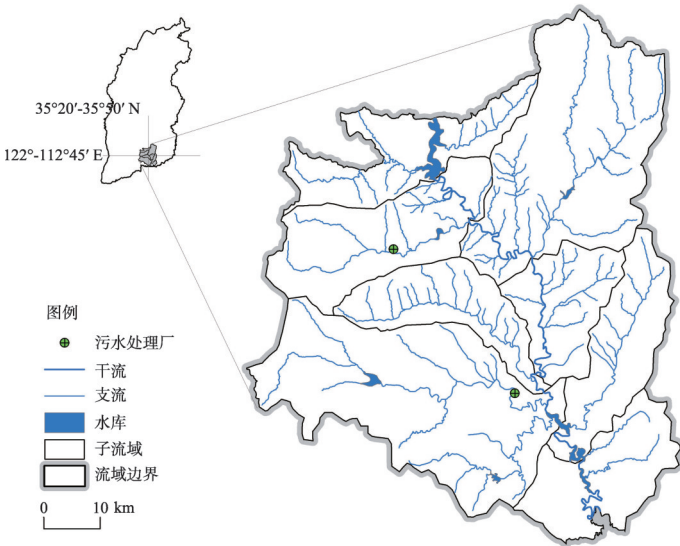 35°20′-35°50′ N
122°-112°45′ E
图例
污水处理厂
干流
支流
水库
子流域
流域边界
0 10 km